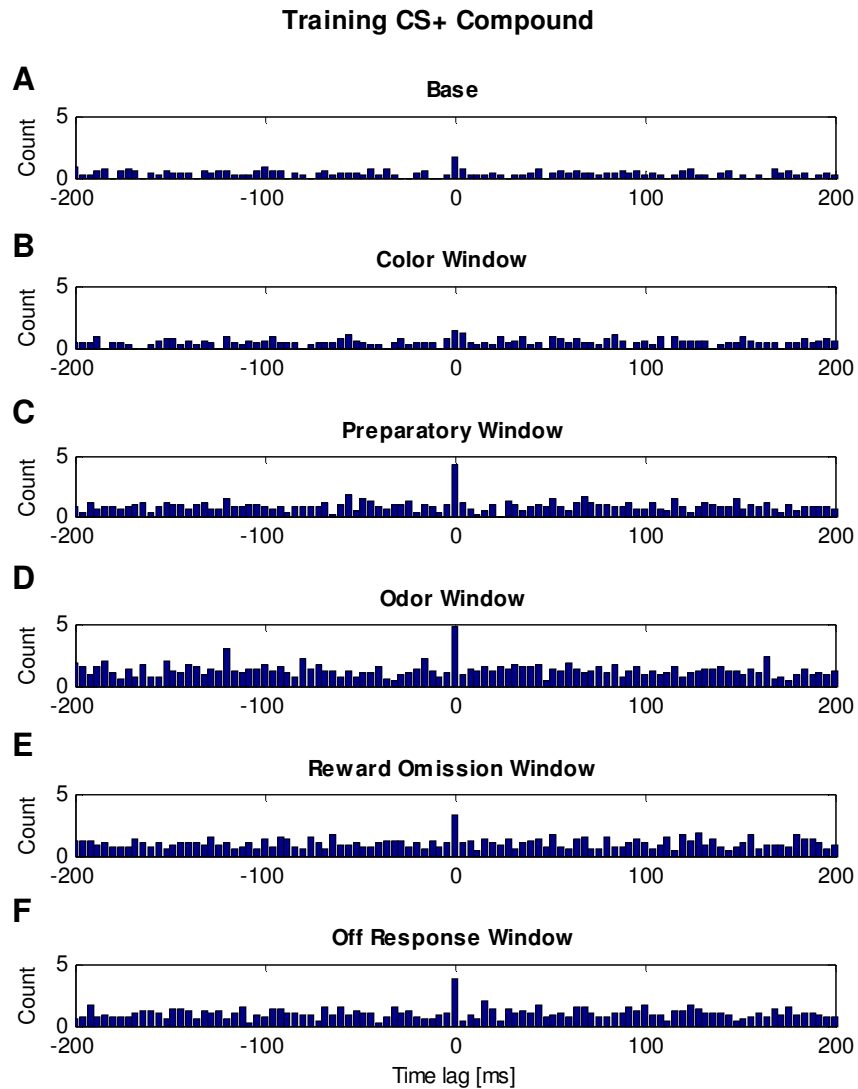 Training CS+ Compound
A
Base
5
Count
0
-200 -100 0 100 200
B
Color Window
5
Count
0
-200 -100 0 100 200
C
Preparatory Window
5
Count
0
-200 -100 0 100 200
D
Odor Window
5
Count
0
-200 -100 0 100 200
E
Reward Omission Window
5
Count
0
-200 -100 0 100 200
F
Off Response Window
5
Count
0
-200 -100 0 100 200
Time lag [ms]